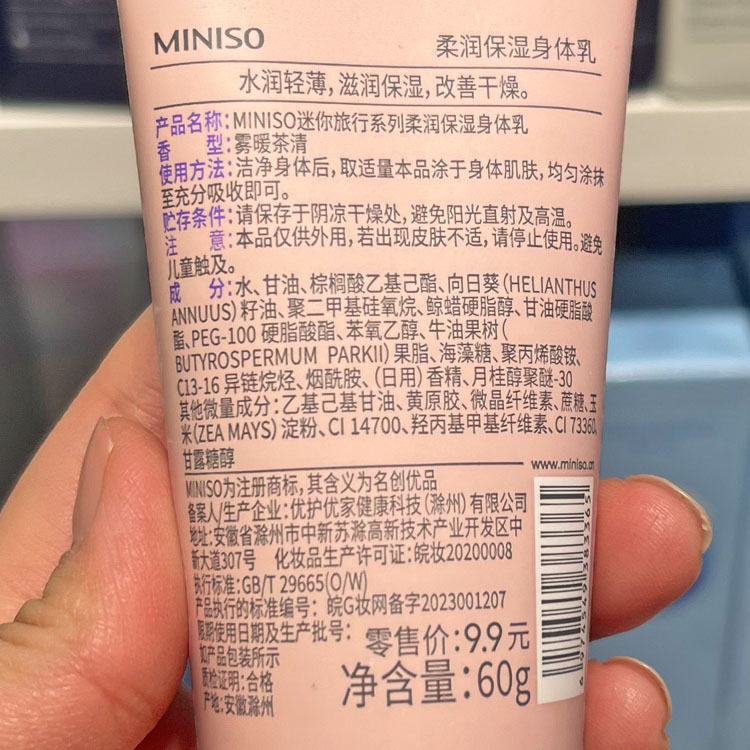 MINISO 柔润保湿身体乳
水润轻薄,滋润保湿,改善干燥。
产品名称:MINISO迷你旅行系列柔润保湿身体乳
香 型:雾暖茶清
使用方法:洁净身体后,取适量本品涂于身体肌肤,均匀涂抹
至充分吸收即可。
贮存条件:请保存于阴凉干燥处,避免阳光直射及高温。
注 意:本品仅供外用,若出现皮肤不适,请停止使用。避免
儿童触及。
成 分:水、甘油、棕榈酸乙基己酯、向日葵(HELIANTHUS
ANNUUS)籽油、聚二甲基硅氧烷、鲸蜡硬脂醇、甘油硬脂酸
酯、PEG-100 硬脂酸酯、苯氧乙醇、牛油果树(
BUTYROSPERMUM PARKII)果脂、海藻糖、聚丙烯酸铵、
C13-16 异链烷烃、烟酰胺、(日用)香精、月桂醇聚醚-30
其他微量成分:乙基己基甘油、黄原胶、微晶纤维素、蔗糖、玉
米(ZEA MAYS)淀粉、CI 14700、羟丙基甲基纤维素、CI 73360、
甘露糖醇
www.miniso.cn
MINISO为注册商标,其含义为名创优品
备案人/生产企业:优护优家健康科技(滁州)有限公司
地址:安徽省滁州市中新苏滁高新技术产业开发区中
新大道307号 化妆品生产许可证:皖妆20200008
执行标准:GB/T 29665(O/W)
产品执行的标准编号:皖G妆网备字2023001207
限期使用日期及生产批号:
如产品包装所示
质检证明:合格
产地:安徽滁州
零售价:9.9元
净含量:60g
6 974549 383365